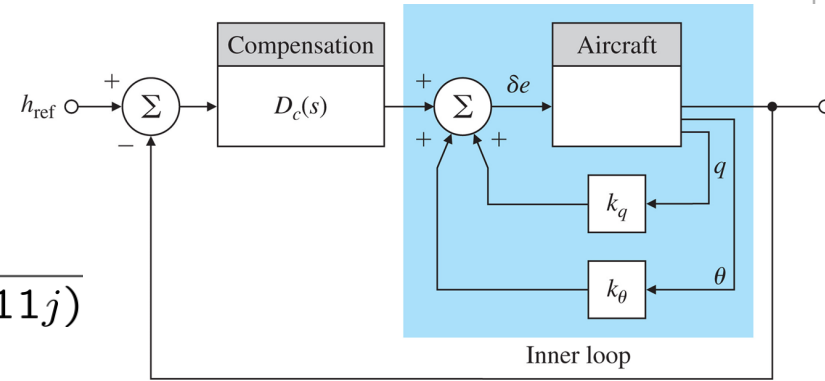 Compensation
Aircraft
+
+
δe
h_ref
Σ
D_c(s)
Σ
−
+
+
q
k_q
11j)
θ
k_θ
Inner loop